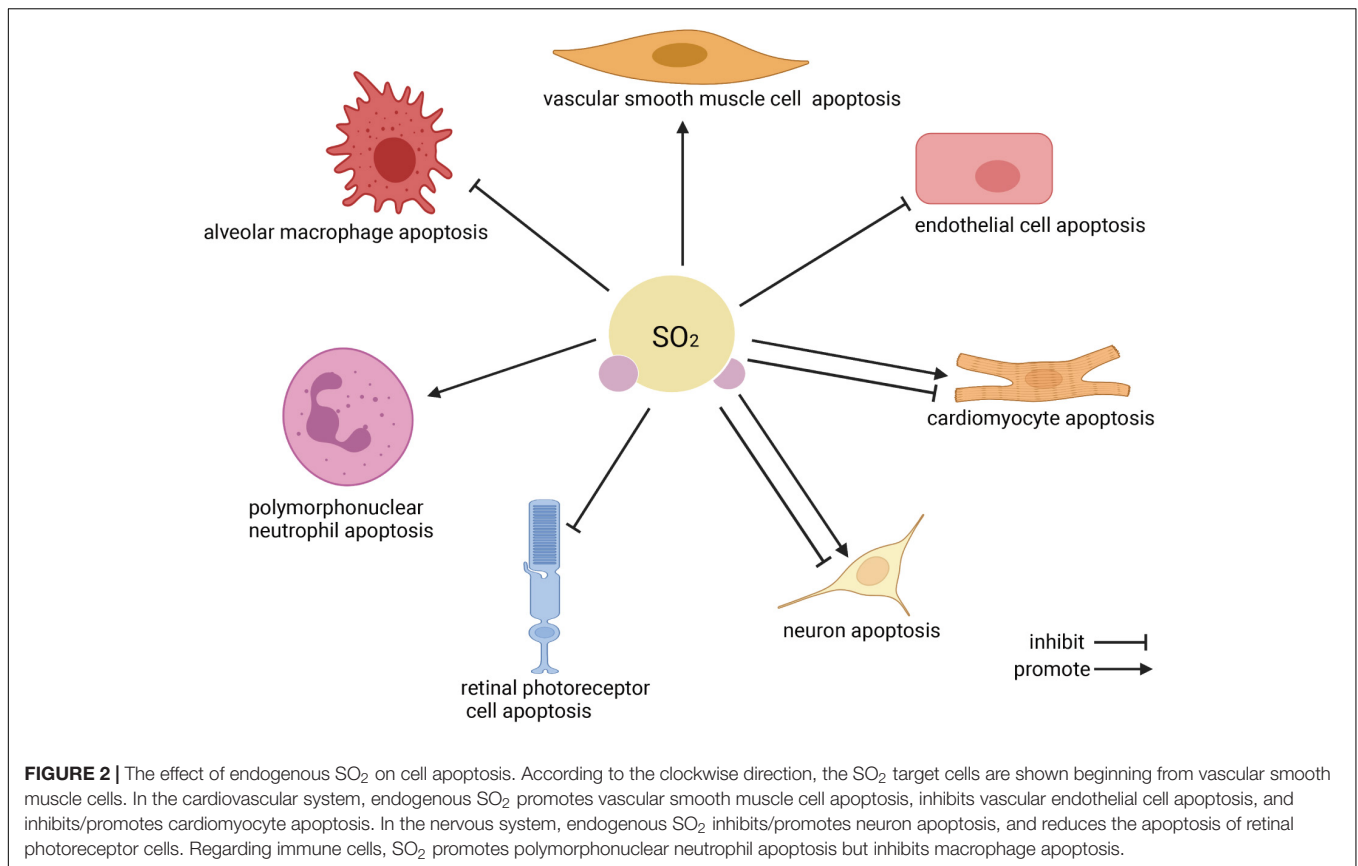 vascular smooth muscle cell apoptosis
alveolar macrophage apoptosis
endothelial cell apoptosis
SO₂
cardiomyocyte apoptosis
polymorphonuclear
neutrophil apoptosis
neuron apoptosis
retinal photoreceptor
cell apoptosis
inhibit
promote
FIGURE 2 | The effect of endogenous SO₂ on cell apoptosis. According to the clockwise direction, the SO₂ target cells are shown beginning from vascular smooth
muscle cells. In the cardiovascular system, endogenous SO₂ promotes vascular smooth muscle cell apoptosis, inhibits vascular endothelial cell apoptosis, and
inhibits/promotes cardiomyocyte apoptosis. In the nervous system, endogenous SO₂ inhibits/promotes neuron apoptosis, and reduces the apoptosis of retinal
photoreceptor cells. Regarding immune cells, SO₂ promotes polymorphonuclear neutrophil apoptosis but inhibits macrophage apoptosis.